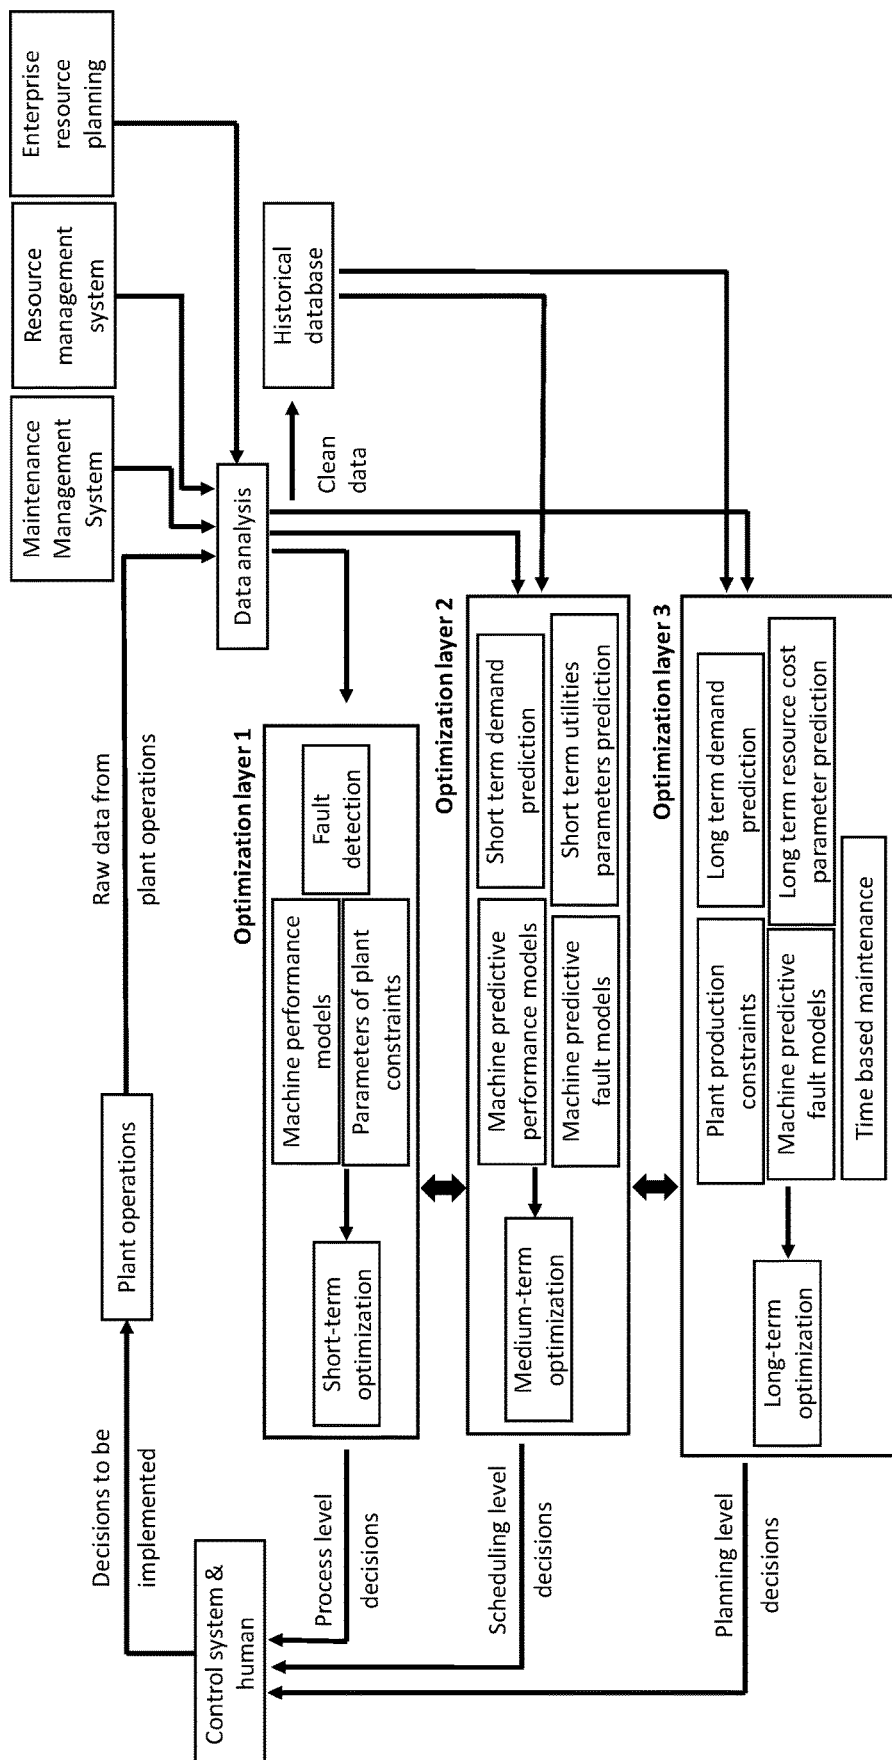 Control system &
human
Decisions to be
implemented
Plant operations
Raw data from
plant operations
Maintenance
Management
System
Resource
management
system
Enterprise
resource
planning
Data analysis
Clean
data
Historical
database
Process level
decisions
Optimization layer 1
Short-term
optimization
Machine performance
models
Parameters of plant
constraints
Fault
detection
Scheduling level
decisions
Optimization layer 2
Medium-term
optimization
Machine predictive
performance models
Machine predictive
fault models
Short term demand
prediction
Short term utilities
parameters prediction
Planning level
decisions
Optimization layer 3
Long-term
optimization
Plant production
constraints
Machine predictive
fault models
Long term demand
prediction
Long term resource cost
parameter prediction
Time based maintenance